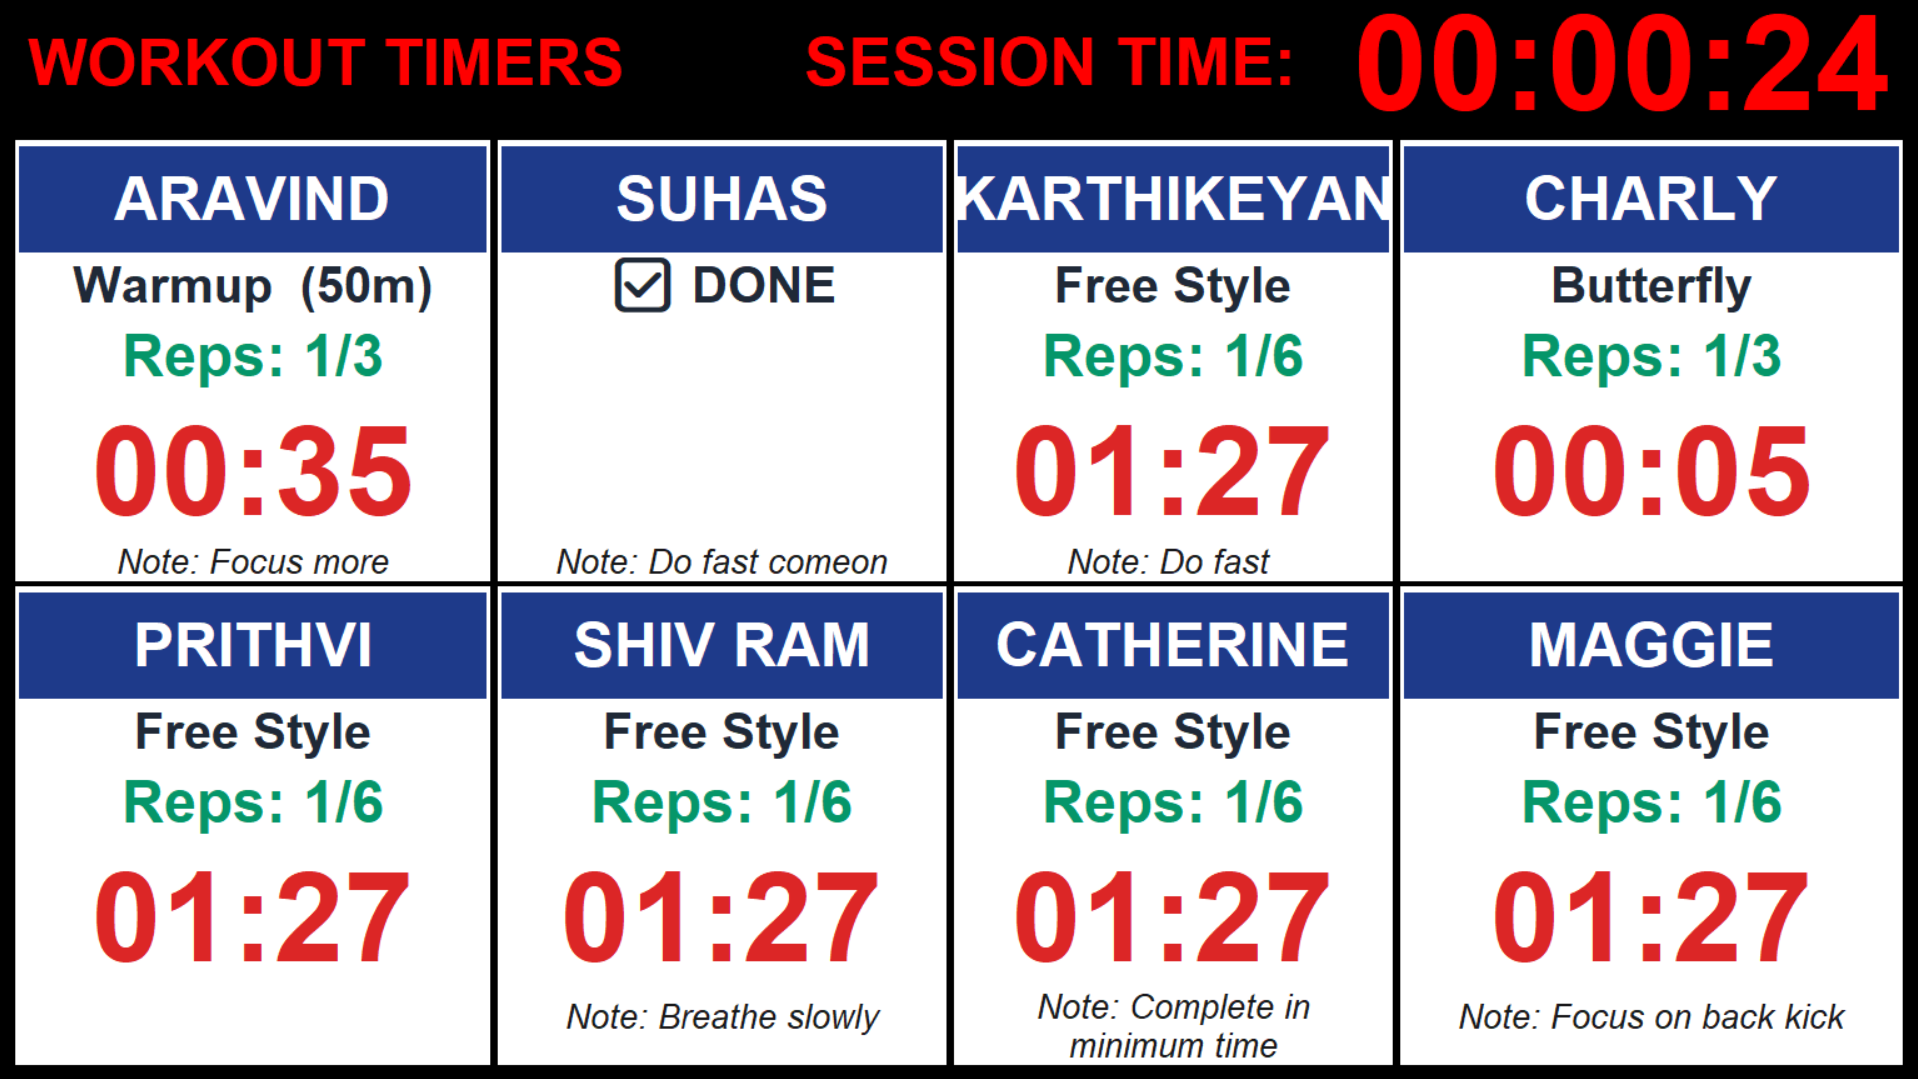 WORKOUT TIMERS SESSION TIME: 00:00:24
ARAVIND
Warmup (50m)
Reps: 1/3
00:35
Note: Focus more
SUHAS
DONE
Note: Do fast comeon
KARTHIKEYAN
Free Style
Reps: 1/6
01:27
Note: Do fast
CHARLY
Butterfly
Reps: 1/3
00:05
PRITHVI
Free Style
Reps: 1/6
01:27
SHIV RAM
Free Style
Reps: 1/6
01:27
Note: Breathe slowly
CATHERINE
Free Style
Reps: 1/6
01:27
Note: Complete in
minimum time
MAGGIE
Free Style
Reps: 1/6
01:27
Note: Focus on back kick